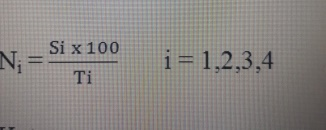 Nᵢ = Si x 100 / Ti i = 1,2,3,4